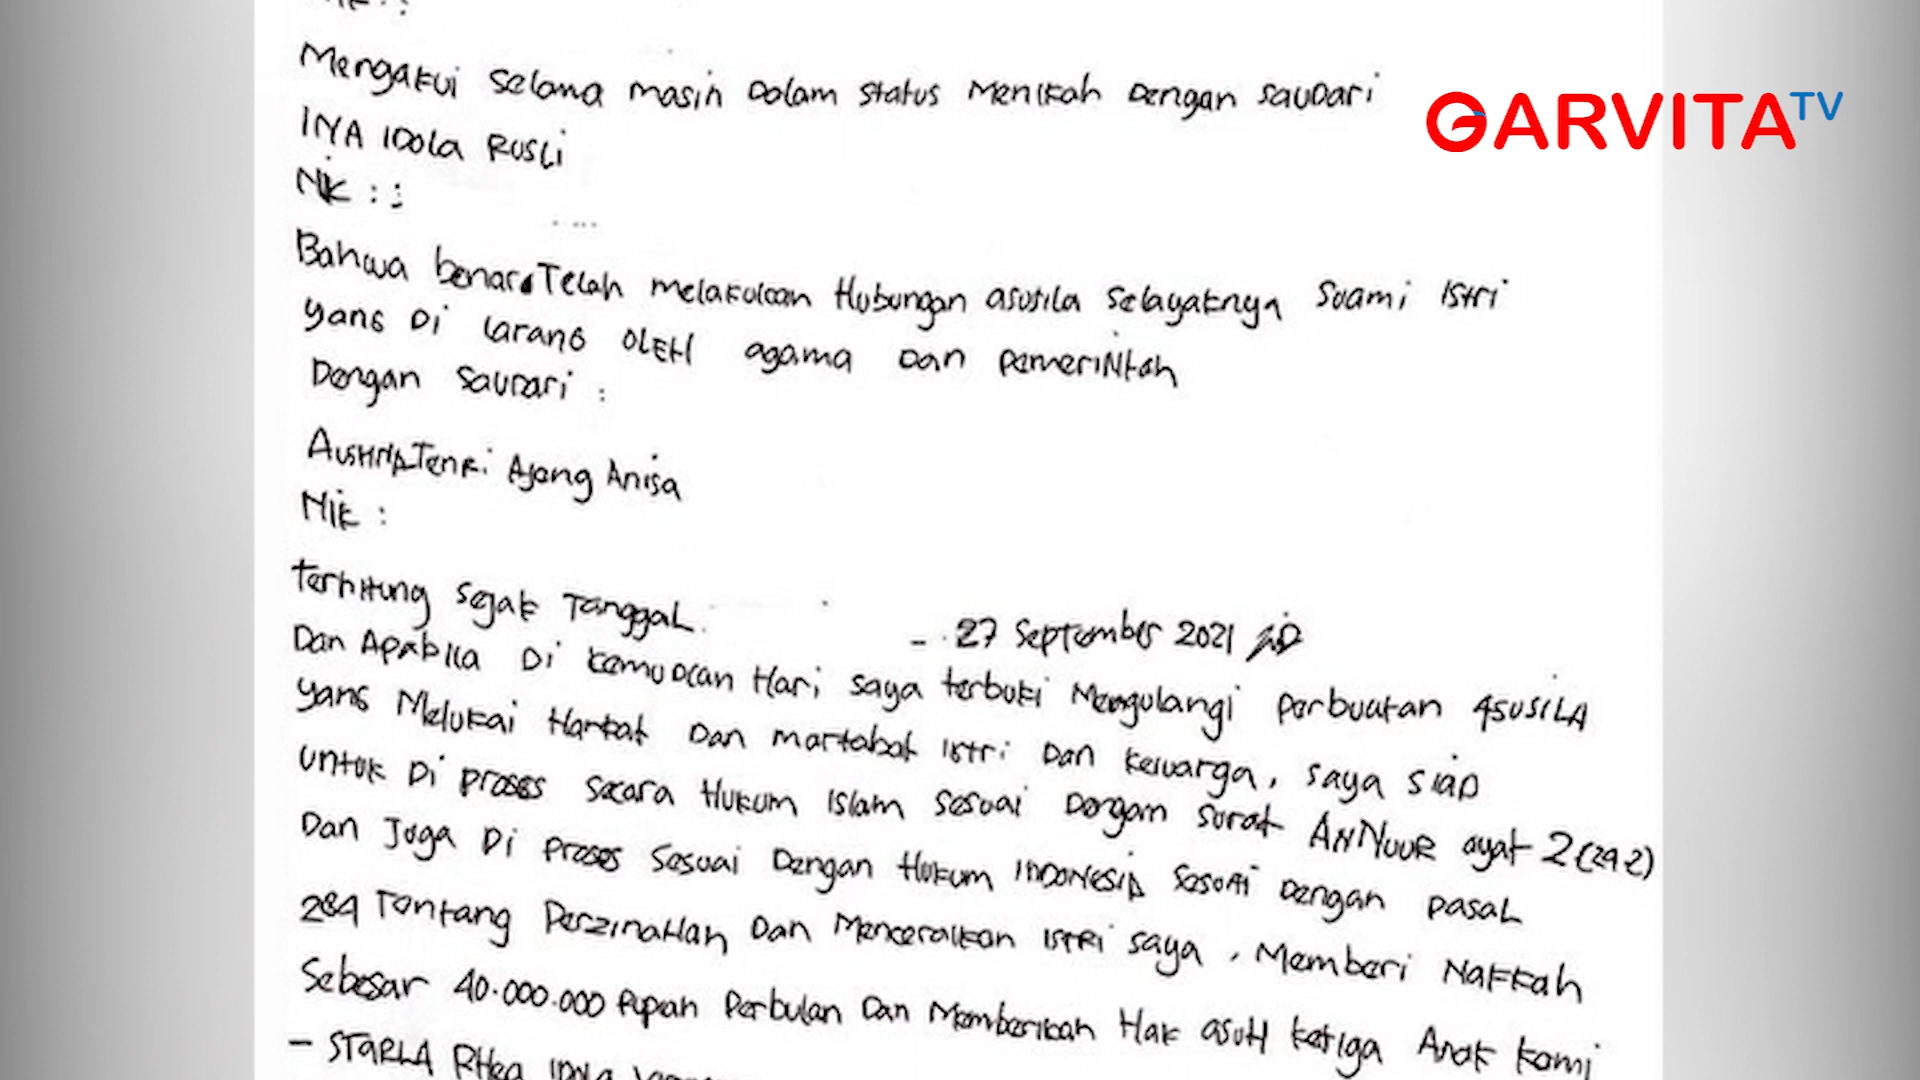 Mengakui selama masih dalam status menikah dengan saudari
INA IDOLA RUSLI
NIK : :
Bahwa benar telah melakukan hubungan asusila selayaknya suami istri
yang di larang OLEH agama dan pemerintah
Dengan saudari :
Tenri Ajeng Anisa
NIK :
terhitung sejak Tanggal
- 27 September 2021
Dan Apabila di kemudian Hari saya terbukti Mengulangi perbuatan ASUSILA
yang Melukai Harkat dan martabat istri dan keluarga, saya siap
untuk di proses secara Hukum Islam sesuai dengan surat AnNuur ayat 2 (24:2)
Dan Juga di proses sesuai dengan Hukum INDONESIA sesuai dengan pasal
284 Tentang Perzinahan dan Menceraikan istri saya, Memberi Nafkah
Sebesar 40.000.000 Rupiah perbulan dan Memberikan Hak asuh ketiga Anak kami
- STARLA RHea Idola
GARVITA TV